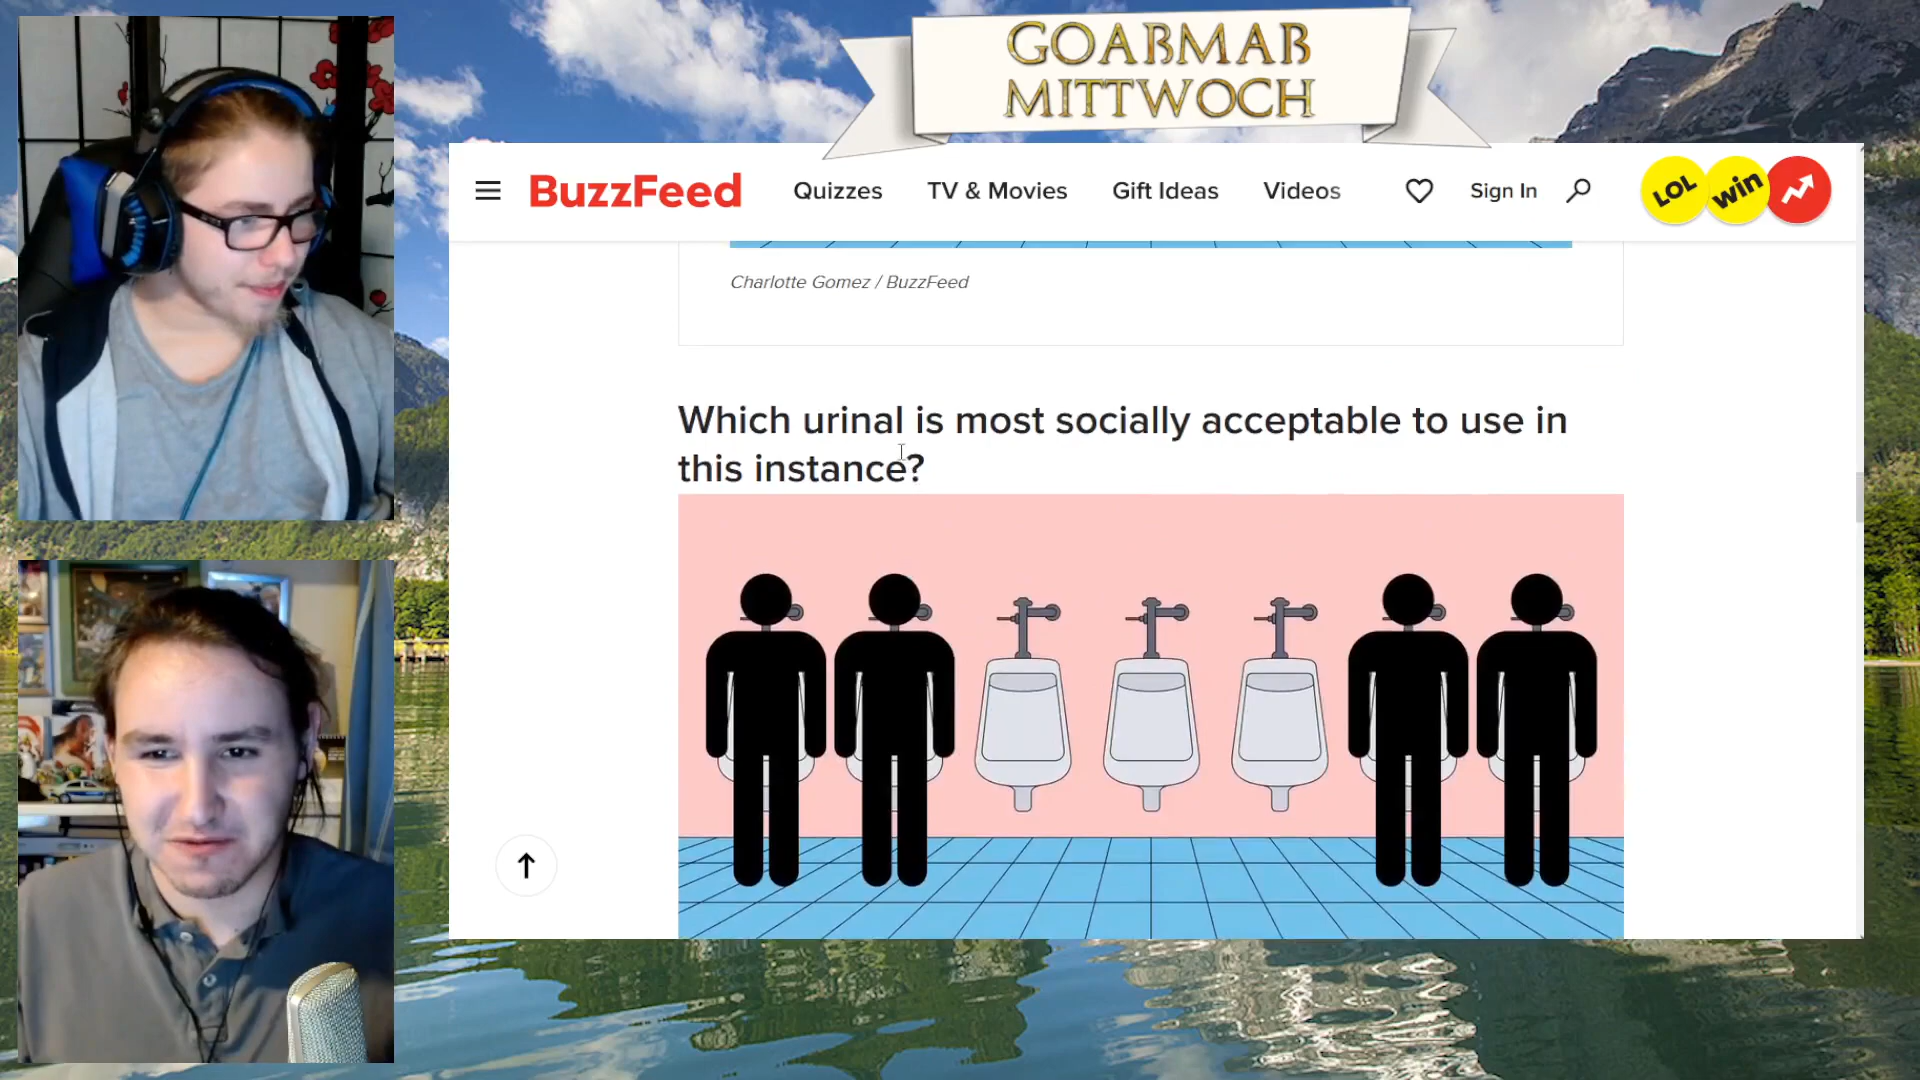 GOABMAB
MITTWOCH
BuzzFeed Quizzes TV & Movies Gift Ideas Videos Sign In LOL win
Charlotte Gomez / BuzzFeed
Which urinal is most socially acceptable to use in
this instance?